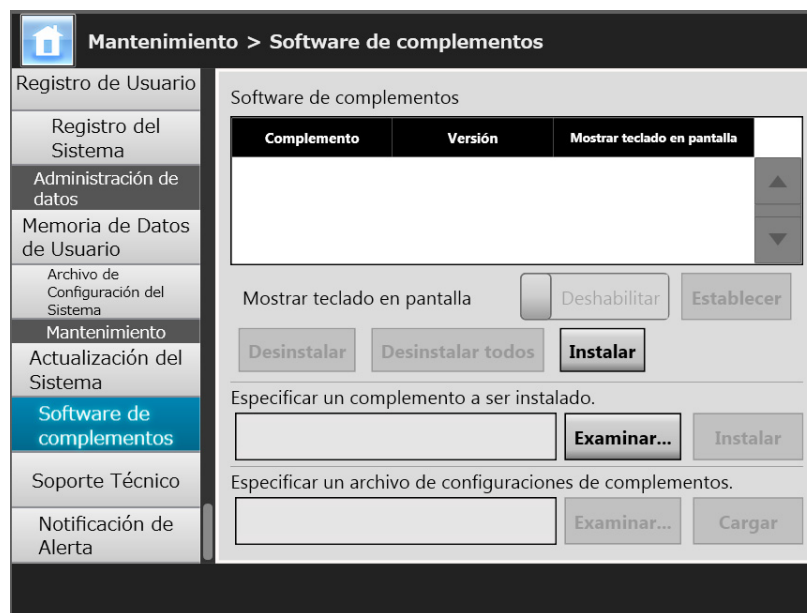 Mantenimiento > Software de complementos
Registro de Usuario
Registro del
Sistema
Administración de
datos
Memoria de Datos
de Usuario
Archivo de
Configuración del
Sistema
Mantenimiento
Actualización del
Sistema
Software de
complementos
Soporte Técnico
Notificación de
Alerta
Software de complementos
Complemento Versión Mostrar teclado en pantalla
Mostrar teclado en pantalla Deshabilitar Establecer
Desinstalar Desinstalar todos Instalar
Especificar un complemento a ser instalado.
Examinar... Instalar
Especificar un archivo de configuraciones de complementos.
Examinar... Cargar